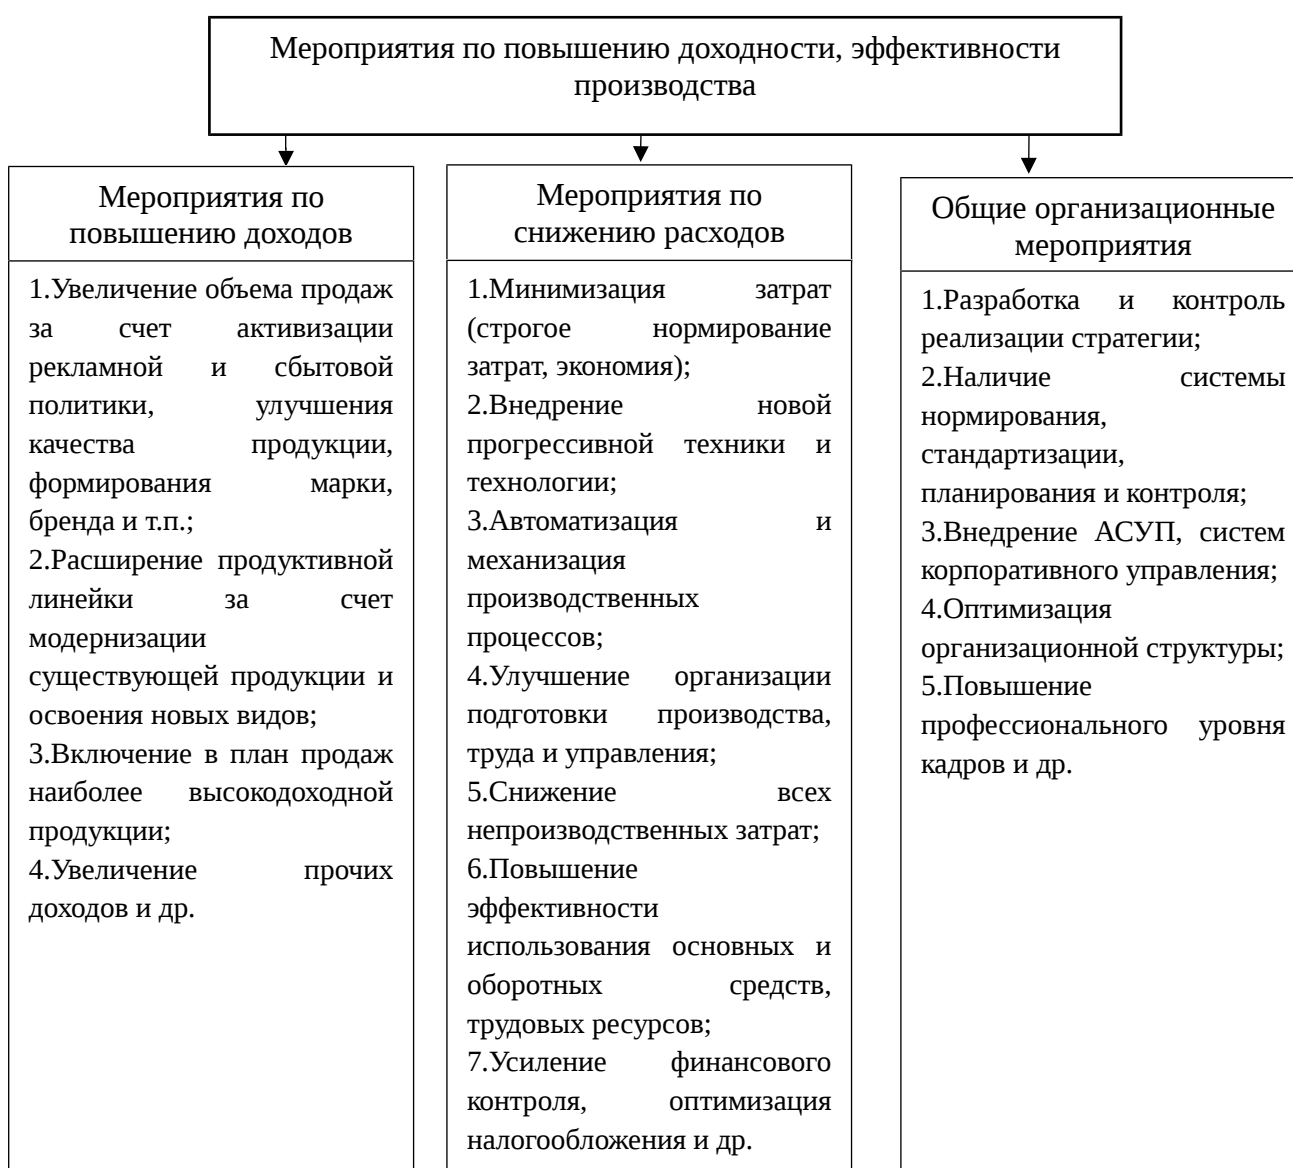 Мероприятия по повышению доходности, эффективности
производства
Мероприятия по
повышению доходов
1.Увеличение объема продаж
за счет активизации
рекламной и сбытовой
политики, улучшения
качества продукции,
формирования марки,
бренда и т.п.;
2.Расширение продуктивной
линейки за счет
модернизации
существующей продукции и
освоения новых видов;
3.Включение в план продаж
наиболее высокодоходной
продукции;
4.Увеличение прочих
доходов и др.
Мероприятия по
снижению расходов
1.Минимизация затрат
(строгое нормирование
затрат, экономия);
2.Внедрение новой
прогрессивной техники и
технологии;
3.Автоматизация и
механизация
производственных
процессов;
4.Улучшение организации
подготовки производства,
труда и управления;
5.Снижение всех
непроизводственных затрат;
6.Повышение
эффективности
использования основных и
оборотных средств,
трудовых ресурсов;
7.Усиление финансового
контроля, оптимизация
налогообложения и др.
Общие организационные
мероприятия
1.Разработка и контроль
реализации стратегии;
2.Наличие системы
нормирования,
стандартизации,
планирования и контроля;
3.Внедрение АСУП, систем
корпоративного управления;
4.Оптимизация
организационной структуры;
5.Повышение
профессионального уровня
кадров и др.